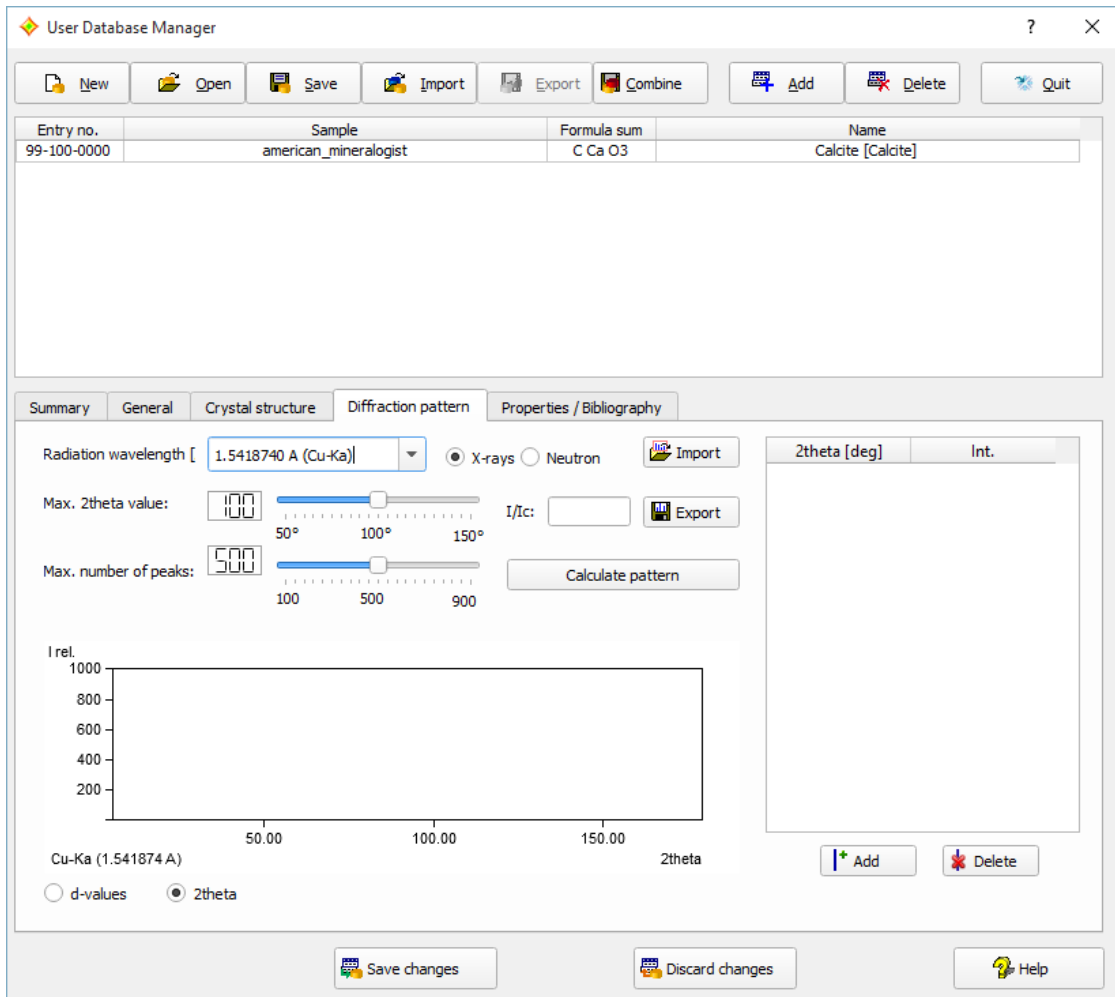 User Database Manager ?
New Open Save Import Export Combine Add Delete Quit
Entry no. Sample Formula sum Name
99-100-0000 american_mineralogist C Ca O3 Calcite [Calcite]
Summary General Crystal structure Diffraction pattern Properties / Bibliography
Radiation wavelength [ 1.5418740 A (Cu-Ka) X-rays Neutron Import 2theta [deg] Int.
Max. 2theta value: 100 I/Ic: Export
50° 100° 150°
Max. number of peaks: 500 Calculate pattern
100 500 900
I rel.
1000
800
600
400
200
50.00 100.00 150.00
Cu-Ka (1.541874 A) 2theta
Add Delete
d-values 2theta
Save changes Discard changes Help